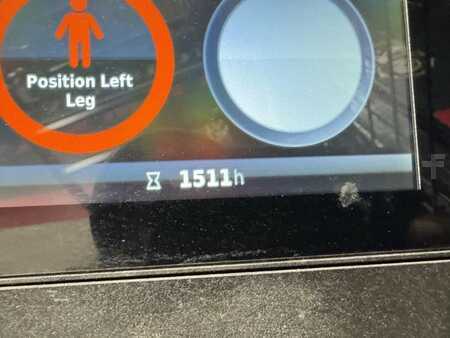 Position Left
Leg
1511h